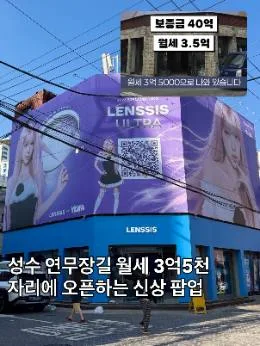 보증금 40억
월세 3.5억
월세 3억 5000으로 나와 있습니다
LENSSIS
ULTRA
LENSSIS
성수 연무장길 월세 3억5천
자리에 오픈하는 신상 팝업